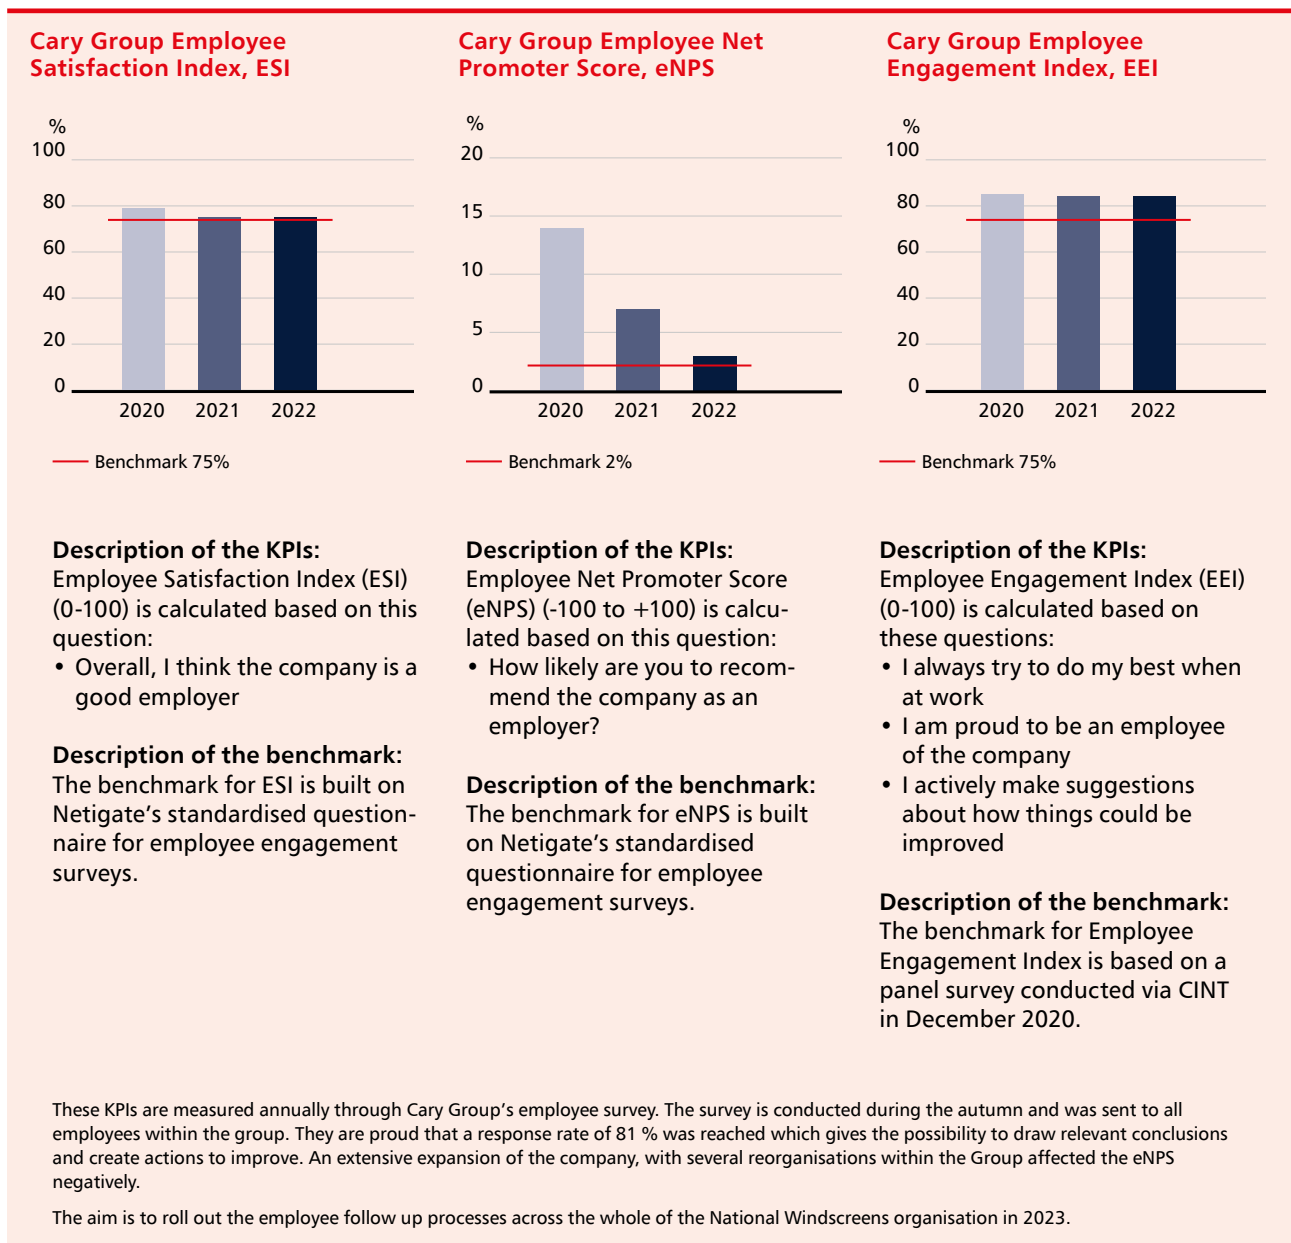 Cary Group Employee
Satisfaction Index, ESI
%
100
80
60
40
20
0
2020 2021 2022
Benchmark 75%
Description of the KPIs:
Employee Satisfaction Index (ESI)
(0-100) is calculated based on this
question:
• Overall, I think the company is a
good employer
Description of the benchmark:
The benchmark for ESI is built on
Netigate’s standardised question-
naire for employee engagement
surveys.
Cary Group Employee Net
Promoter Score, eNPS
%
20
15
10
5
0
2020 2021 2022
Benchmark 2%
Description of the KPIs:
Employee Net Promoter Score
(eNPS) (-100 to +100) is calcu-
lated based on this question:
• How likely are you to recom-
mend the company as an
employer?
Description of the benchmark:
The benchmark for eNPS is built
on Netigate’s standardised
questionnaire for employee
engagement surveys.
Cary Group Employee
Engagement Index, EEI
%
100
80
60
40
20
0
2020 2021 2022
Benchmark 75%
Description of the KPIs:
Employee Engagement Index (EEI)
(0-100) is calculated based on
these questions:
• I always try to do my best when
at work
• I am proud to be an employee
of the company
• I actively make suggestions
about how things could be
improved
Description of the benchmark:
The benchmark for Employee
Engagement Index is based on a
panel survey conducted via CINT
in December 2020.
These KPIs are measured annually through Cary Group’s employee survey. The survey is conducted during the autumn and was sent to all
employees within the group. They are proud that a response rate of 81 % was reached which gives the possibility to draw relevant conclusions
and create actions to improve. An extensive expansion of the company, with several reorganisations within the Group affected the eNPS
negatively.
The aim is to roll out the employee follow up processes across the whole of the National Windscreens organisation in 2023.